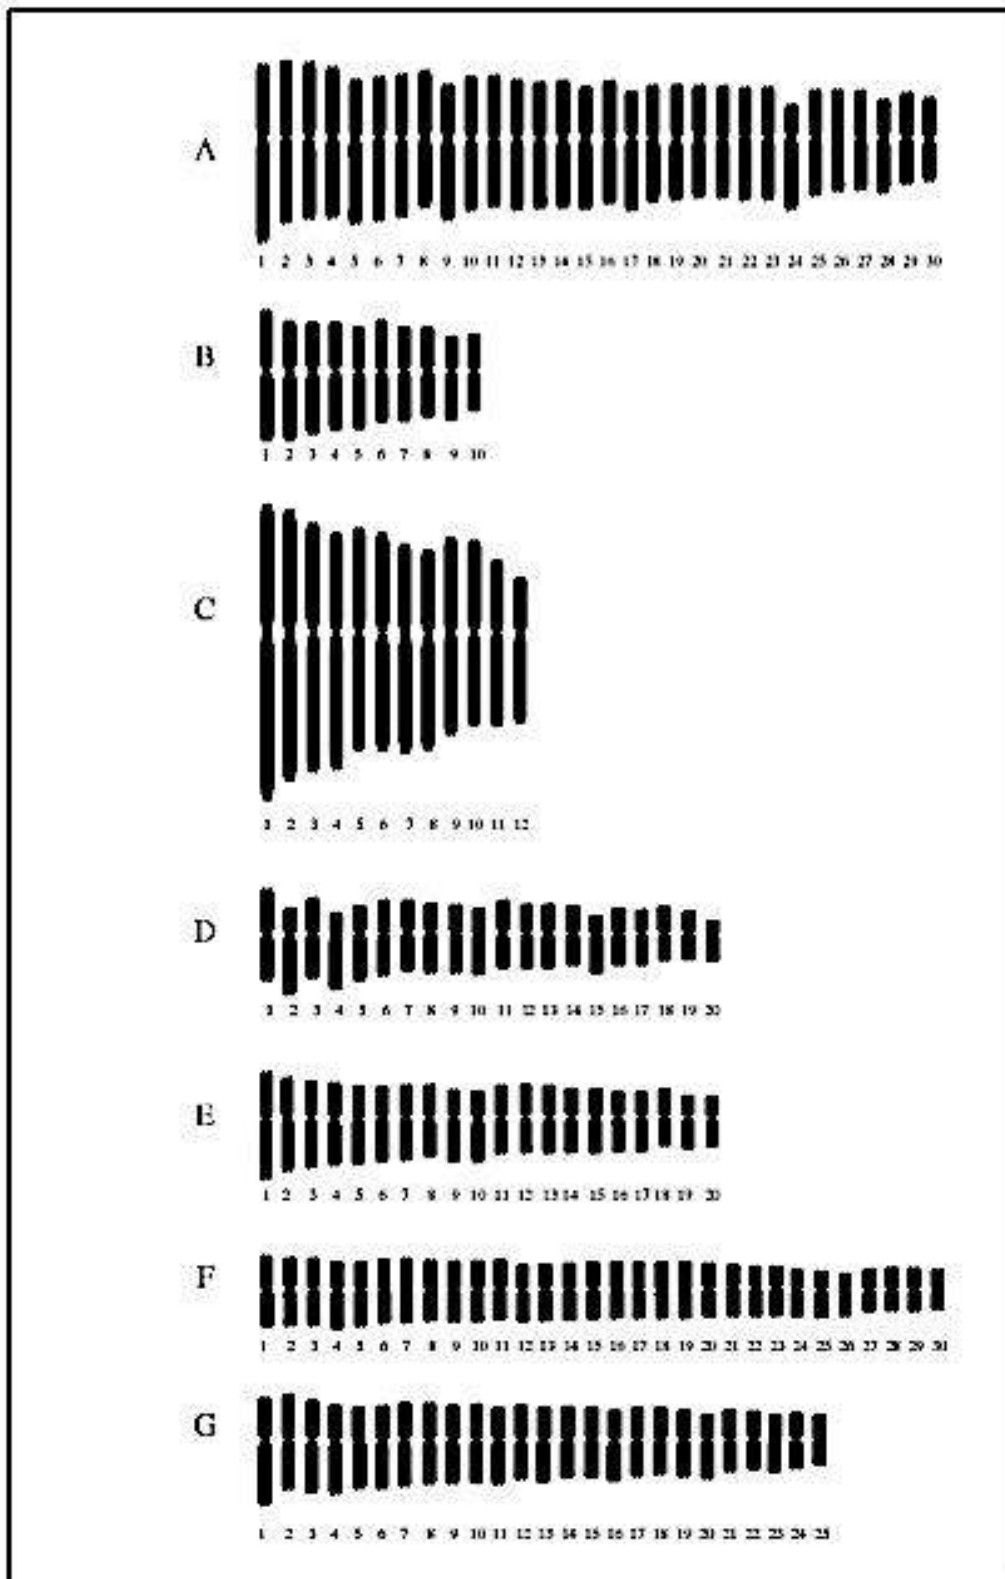 A
1 2 3 4 5 6 7 8 9 10 11 12 13 14 15 16 17 18 19 20 21 22 23 24 25 26 27 28 29 30
B
1 2 3 4 5 6 7 8 9 10
C
1 2 3 4 5 6 7 8 9 10 11 12
D
1 2 3 4 5 6 7 8 9 10 11 12 13 14 15 16 17 18 19 20
E
1 2 3 4 5 6 7 8 9 10 11 12 13 14 15 16 17 18 19 20
F
1 2 3 4 5 6 7 8 9 10 11 12 13 14 15 16 17 18 19 20 21 22 23 24 25 26 27 28 29 30
G
1 2 3 4 5 6 7 8 9 10 11 12 13 14 15 16 17 18 19 20 21 22 23 24 25